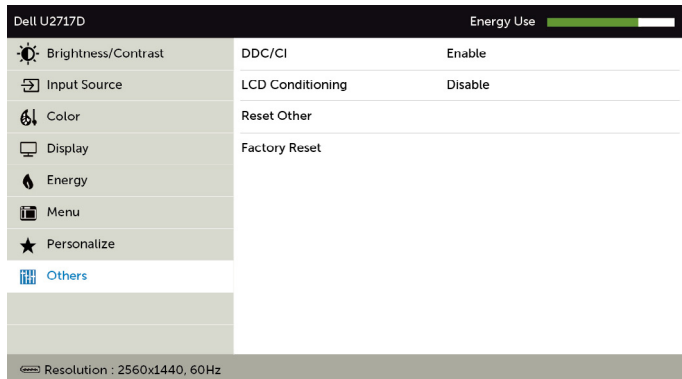 Dell U2717D Energy Use
Brightness/Contrast DDC/CI Enable
Input Source LCD Conditioning Disable
Color Reset Other
Display Factory Reset
Energy
Menu
Personalize
Others
Resolution : 2560x1440, 60Hz